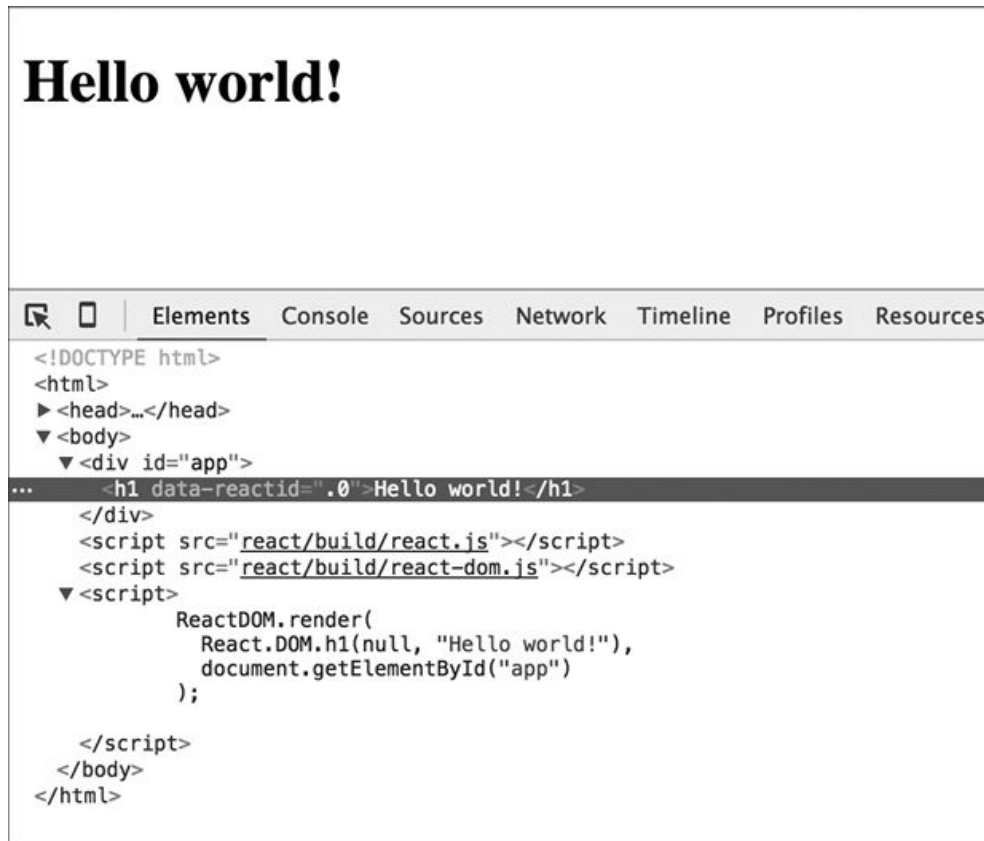 Hello world!
Elements Console Sources Network Timeline Profiles Resources
<!DOCTYPE html>
<html>
<head>…</head>
<body>
<div id="app">
<h1 data-reactid=".0">Hello world!</h1>
</div>
<script src="react/build/react.js"></script>
<script src="react/build/react-dom.js"></script>
<script>
ReactDOM.render(
React.DOM.h1(null, "Hello world!"),
document.getElementById("app")
);
</script>
</body>
</html>